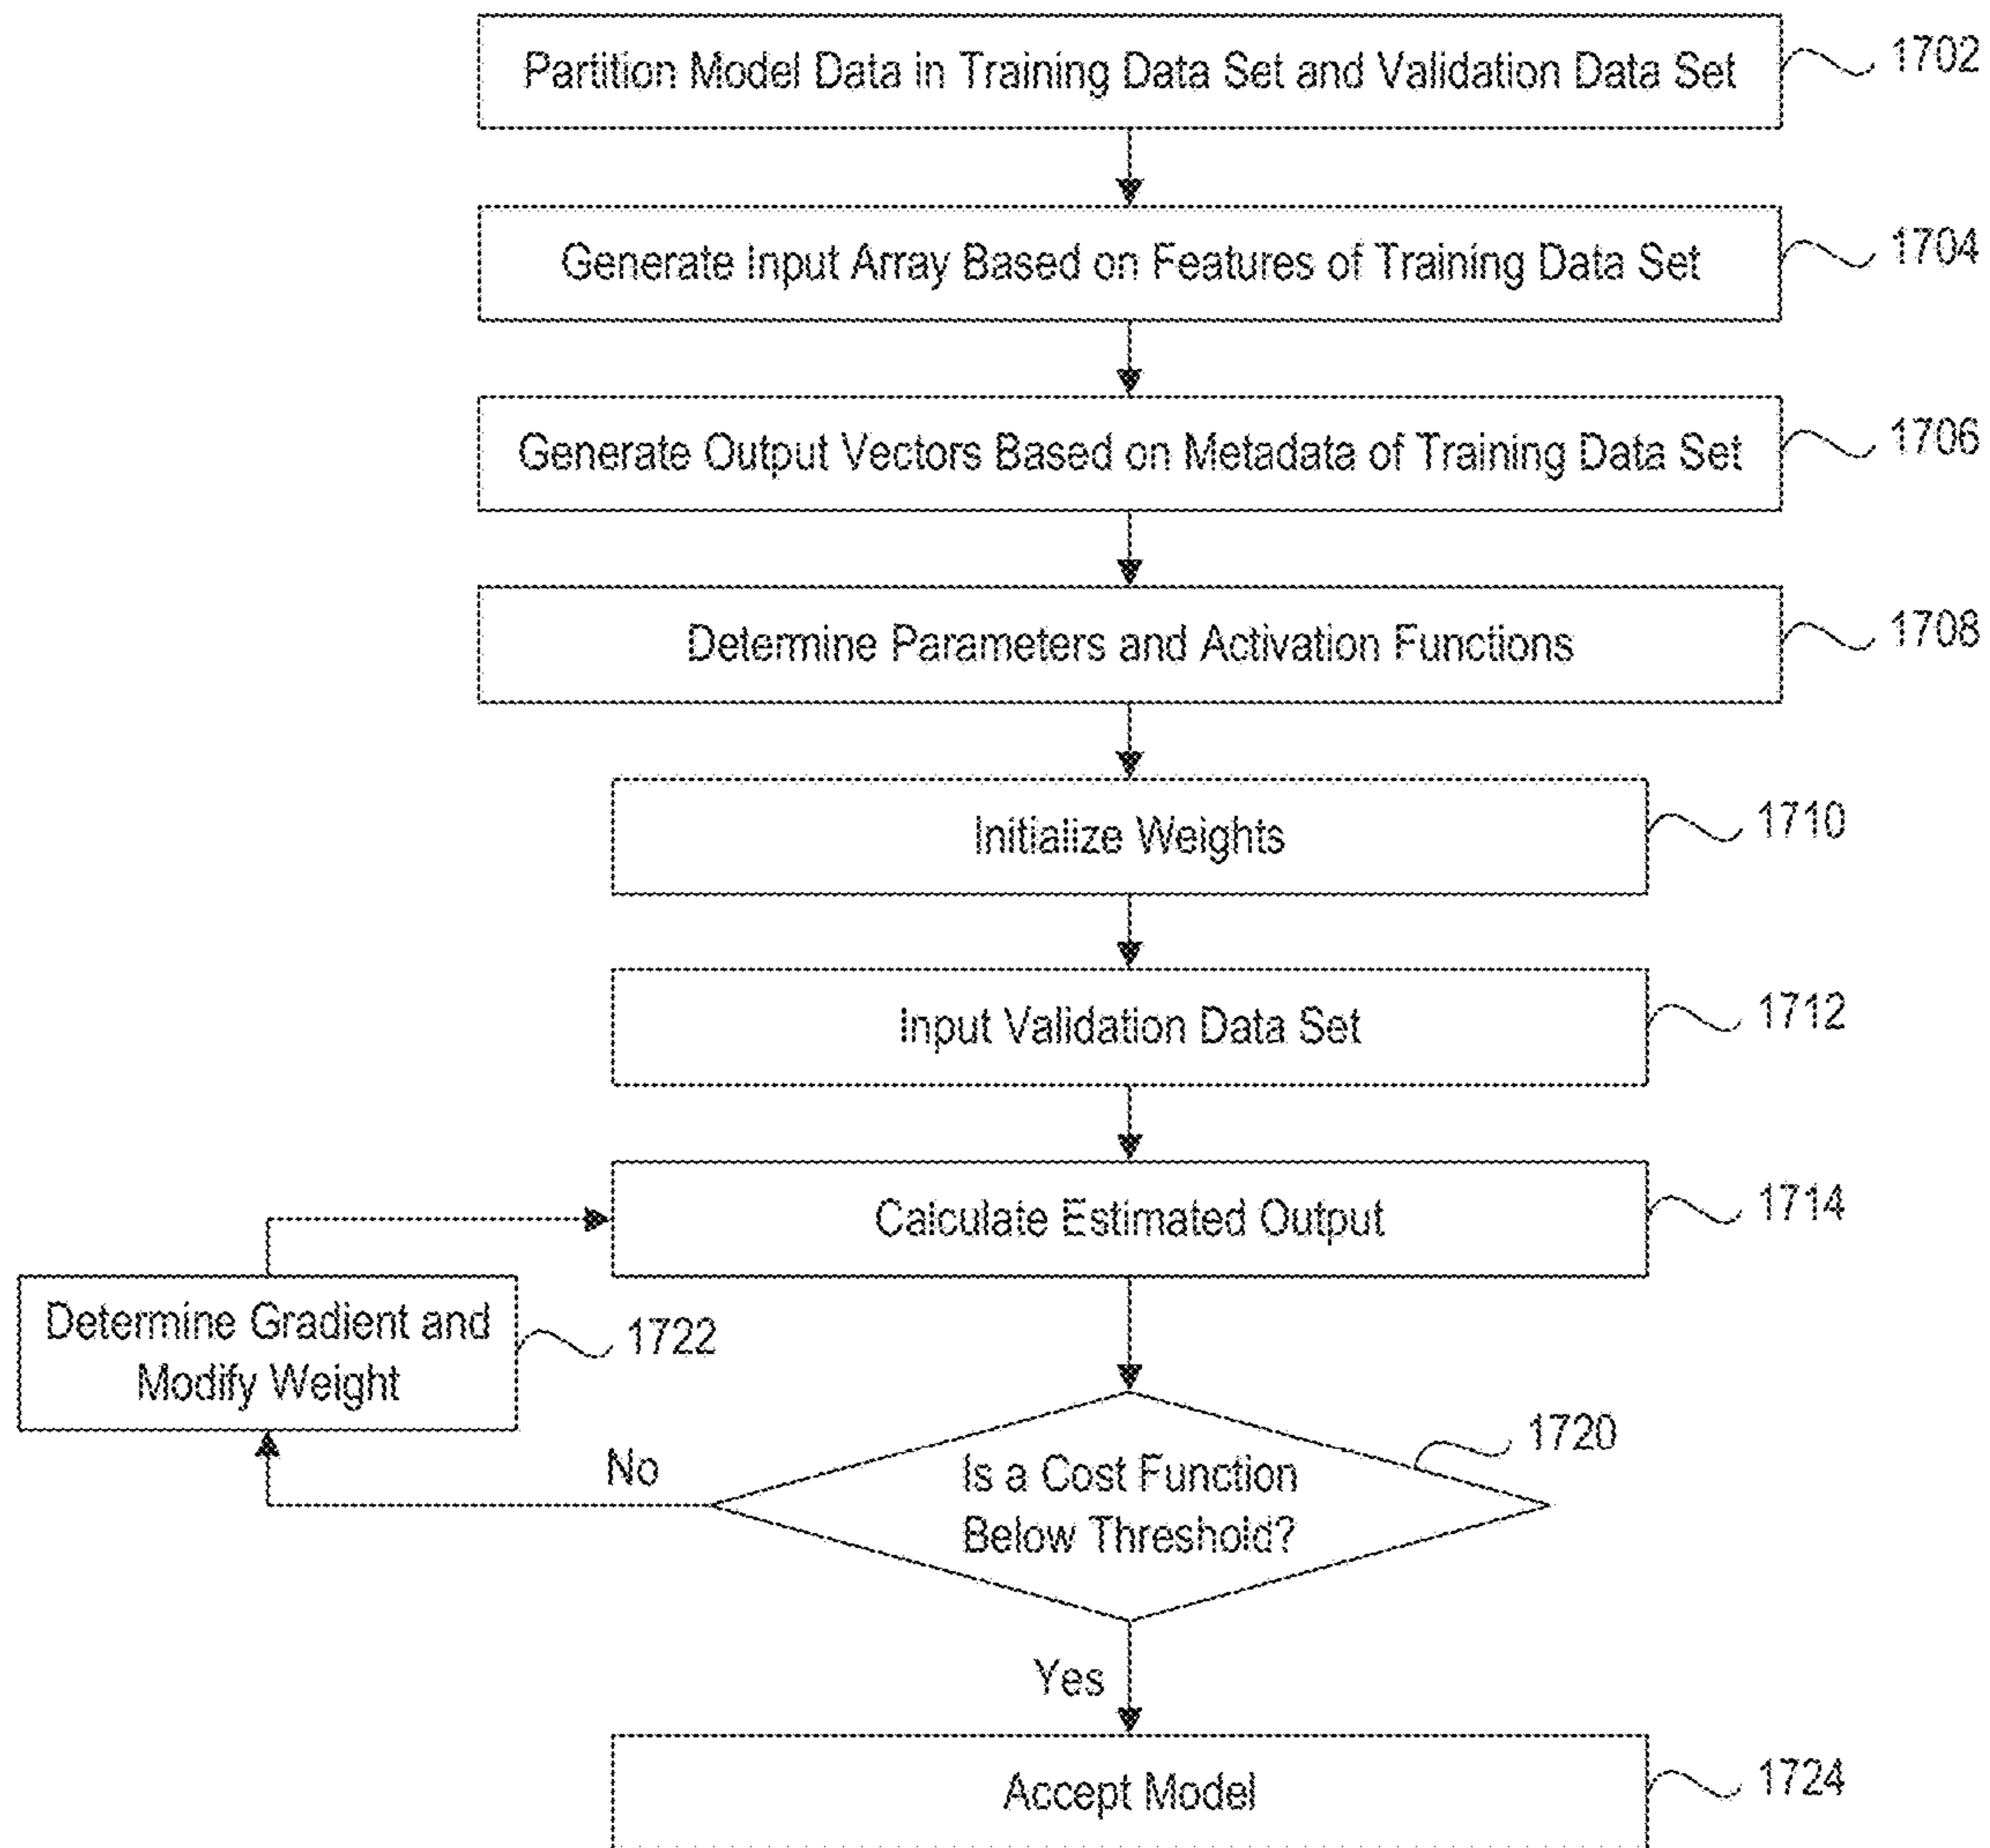 Partition Model Data in Training Data Set and Validation Data Set
1702
Generate Input Array Based on Features of Training Data Set
1704
Generate Output Vectors Based on Metadata of Training Data Set
1706
Determine Parameters and Activation Functions
1708
Initialize Weights
1710
Input Validation Data Set
1712
Calculate Estimated Output
1714
Determine Gradient and
Modify Weight
1722
No
Is a Cost Function
Below Threshold?
1720
Yes
Accept Model
1724